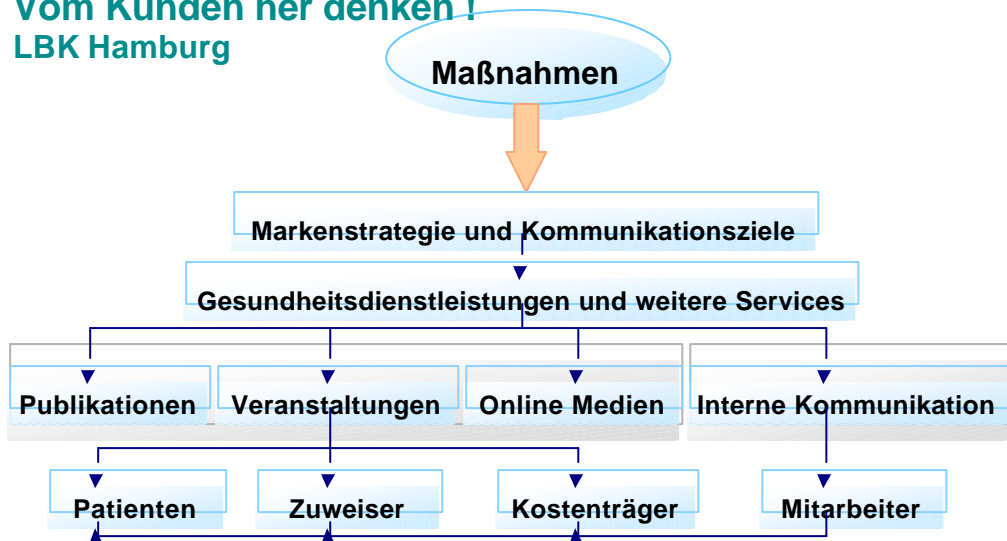 Vom Kunden her denken !
LBK Hamburg
Maßnahmen
Markenstrategie und Kommunikationsziele
Gesundheitsdienstleistungen und weitere Services
Publikationen Veranstaltungen Online Medien Interne Kommunikation
Patienten Zuweiser Kostenträger Mitarbeiter